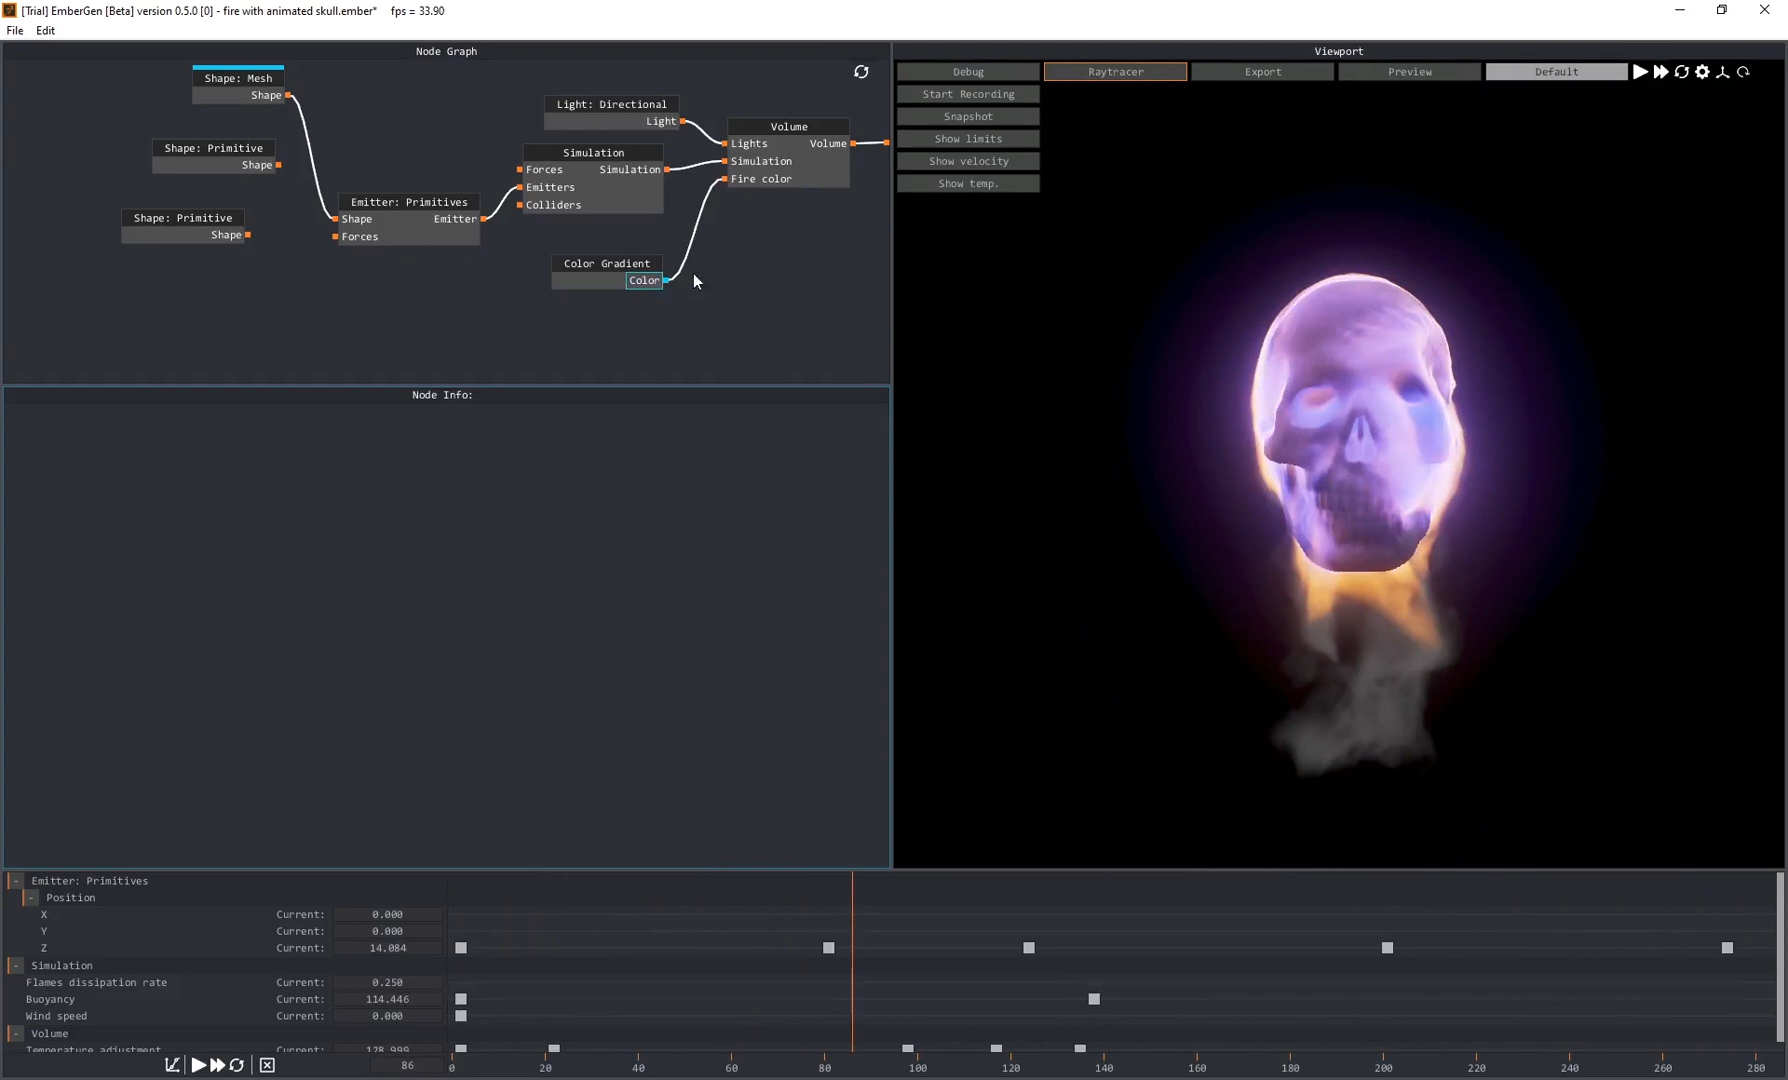 [Trial] EmberGen [Beta] version 0.5.0 [0] - fire with animated skull.ember* fps = 33.90
File Edit
Node Graph
Shape: Mesh
Shape
Shape: Primitive
Shape
Shape: Primitive
Shape
Emitter: Primitives
Shape Emitter
Forces
Light: Directional
Light
Simulation
Forces Simulation
Emitters
Colliders
Color Gradient
Color
Volume
Lights Volume
Simulation
Fire color
Node Info:
Viewport
Debug Raytracer Export Preview Default
Start Recording
Snapshot
Show limits
Show velocity
Show temp.
- Emitter: Primitives
- Position
X Current: 0.000
Y Current: 0.000
Z Current: 14.084
- Simulation
Flames dissipation rate Current: 0.250
Buoyancy Current: 114.446
Wind speed Current: 0.000
- Volume
Temperature adjustment Current: 128.999
86
0 20 40 60 80 100 120 140 160 180 200 220 240 260 280